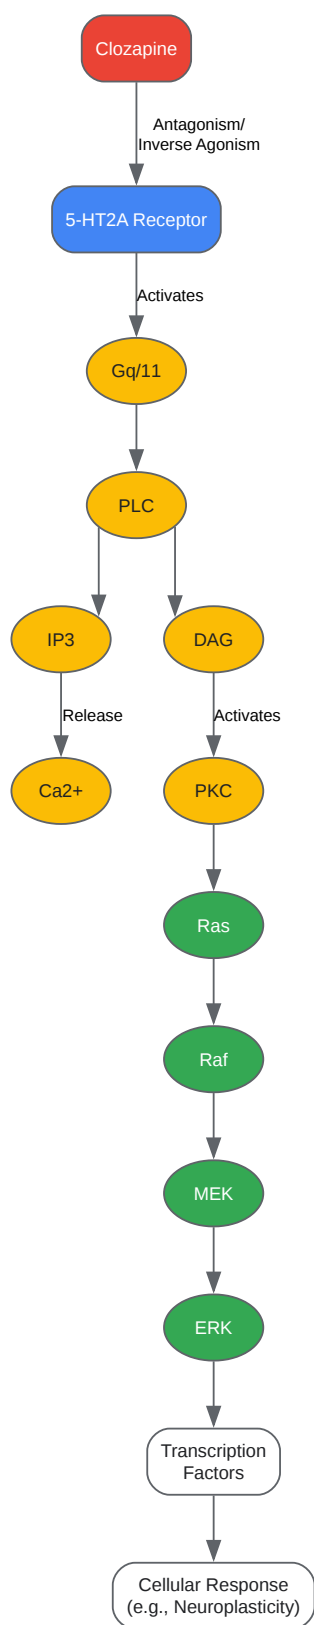 Clozapine
Antagonism/
Inverse Agonism
5-HT2A Receptor
Activates
Gq/11
PLC
IP3
DAG
Release
Activates
Ca2+
PKC
Ras
Raf
MEK
ERK
Transcription
Factors
Cellular Response
(e.g., Neuroplasticity)